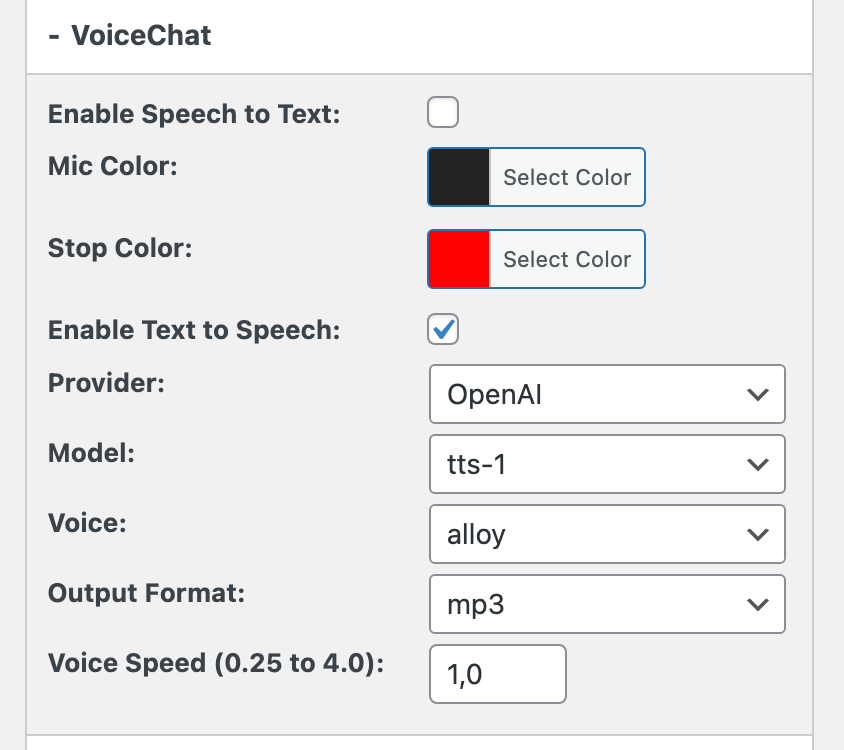 - VoiceChat
Enable Speech to Text:
Mic Color:
Select Color
Stop Color:
Select Color
Enable Text to Speech:
Provider:
OpenAI
Model:
tts-1
Voice:
alloy
Output Format:
mp3
Voice Speed (0.25 to 4.0):
1,0